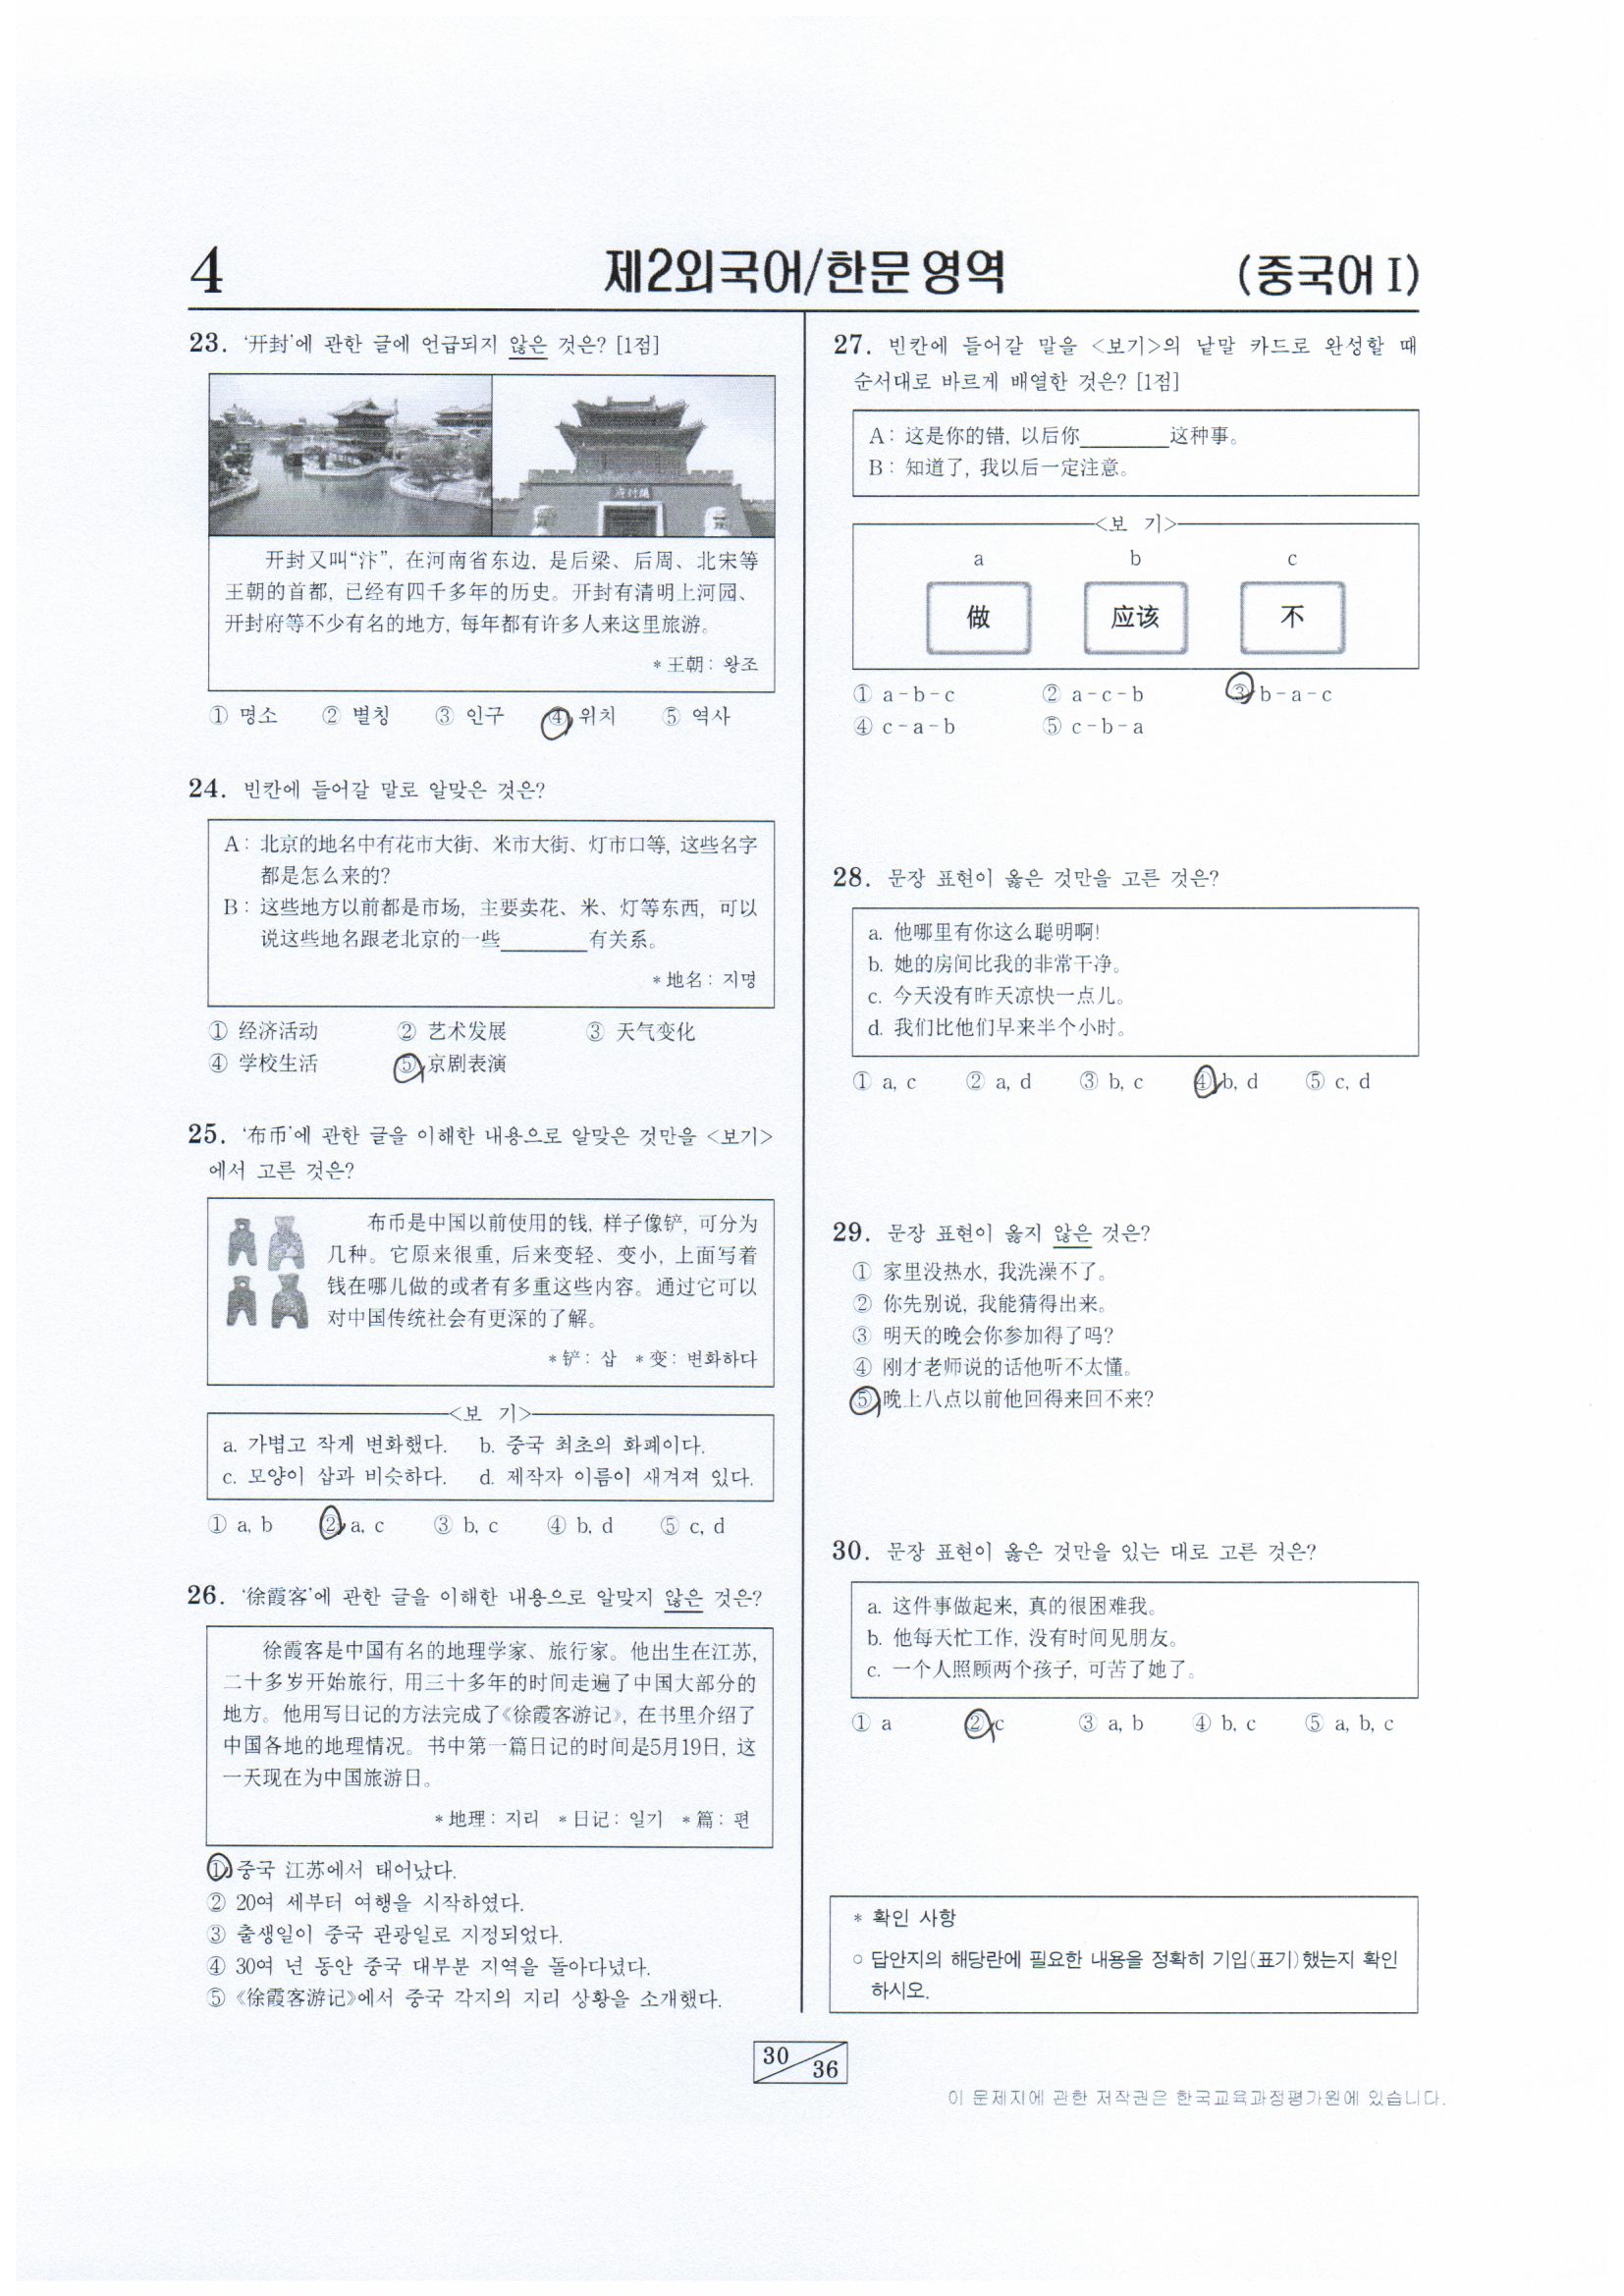 4
제2외국어/한문 영역
(중국어 I)
23. '开封'에 관한 글에 언급되지 않은 것은? [1점]
開封府
开封又叫“汴”, 在河南省东边, 是后梁、后周、北宋等
王朝的首都, 已经有四千多年的历史。开封有清明上河园、
开封府等不少有名的地方, 每年都有许多人来这里旅游。
* 王朝: 왕조
① 명소 ② 별칭 ③ 인구 ④ 위치 ⑤ 역사
24. 빈칸에 들어갈 말로 알맞은 것은?
A: 北京的地名中有花市大街、米市大街、灯市口等, 这些名字
都是怎么来的?
B: 这些地方以前都是市场, 主要卖花、米、灯等东西, 可以
说这些地名跟老北京的一些________有关系。
* 地名: 지명
① 经济活动 ② 艺术发展 ③ 天气变化
④ 学校生活 ⑤ 京剧表演
25. '布币'에 관한 글을 이해한 내용으로 알맞은 것만을 <보기>
에서 고른 것은?
布币是中国以前使用的钱, 样子像铲, 可分为
几种。它原来很重, 后来变轻、变小, 上面写着
钱在哪儿做的或者有多重这些内容。通过它可以
对中国传统社会有更深的了解。
* 铲: 삽 * 变: 변화하다
<보 기>
a. 가볍고 작게 변화했다. b. 중국 최초의 화폐이다.
c. 모양이 삽과 비슷하다. d. 제작자 이름이 새겨져 있다.
① a, b ② a, c ③ b, c ④ b, d ⑤ c, d
26. '徐霞客'에 관한 글을 이해한 내용으로 알맞지 않은 것은?
徐霞客是中国有名的地理学家、旅行家。他出生在江苏,
二十多岁开始旅行, 用三十多年的时间走遍了中国大部分的
地方。他用写日记的方法完成了《徐霞客游记》, 在书里介绍了
中国各地的地理情况。书中第一篇日记的时间是5月19日, 这
一天现在为中国旅游日。
* 地理: 지리 * 日记: 일기 * 篇: 편
① 중국 江苏에서 태어났다.
② 20여 세부터 여행을 시작하였다.
③ 출생일이 중국 관광일로 지정되었다.
④ 30여 년 동안 중국 대부분 지역을 돌아다녔다.
⑤ 《徐霞客游记》에서 중국 각지의 지리 상황을 소개했다.
27. 빈칸에 들어갈 말을 <보기>의 낱말 카드로 완성할 때
순서대로 바르게 배열한 것은? [1점]
A: 这是你的错, 以后你________这种事。
B: 知道了, 我以后一定注意。
<보 기>
a b c
做 应该 不
① a-b-c ② a-c-b ③ b-a-c
④ c-a-b ⑤ c-b-a
28. 문장 표현이 옳은 것만을 고른 것은?
a. 他哪里有你这么聪明啊!
b. 她的房间比我的非常干净。
c. 今天没有昨天凉快一点儿。
d. 我们比他们早来半个小时。
① a, c ② a, d ③ b, c ④ b, d ⑤ c, d
29. 문장 표현이 옳지 않은 것은?
① 家里没热水, 我洗澡不了。
② 你先别说, 我能猜得出来。
③ 明天的晚会你参加得了吗?
④ 刚才老师说的话他听不太懂。
⑤ 晚上八点以前他回得来回不来?
30. 문장 표현이 옳은 것만을 있는 대로 고른 것은?
a. 这件事做起来, 真的很困难我。
b. 他每天忙工作, 没有时间见朋友。
c. 一个人照顾两个孩子, 可苦了她了。
① a ② c ③ a, b ④ b, c ⑤ a, b, c
* 확인 사항
○ 답안지의 해당란에 필요한 내용을 정확히 기입(표기)했는지 확인
하시오.
30 36
이 문제지에 관한 저작권은 한국교육과정평가원에 있습니다.